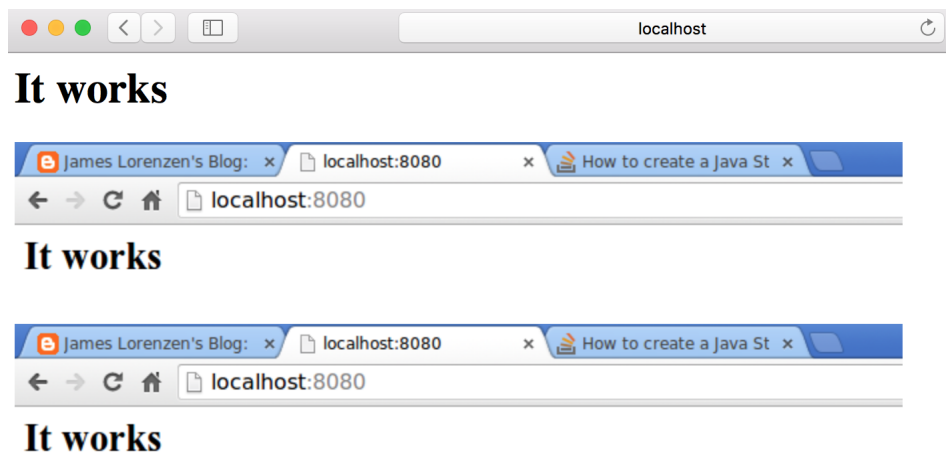 localhost
It works
James Lorenzen's Blog: localhost:8080 How to create a Java St
localhost:8080
It works
James Lorenzen's Blog: localhost:8080 How to create a Java St
localhost:8080
It works